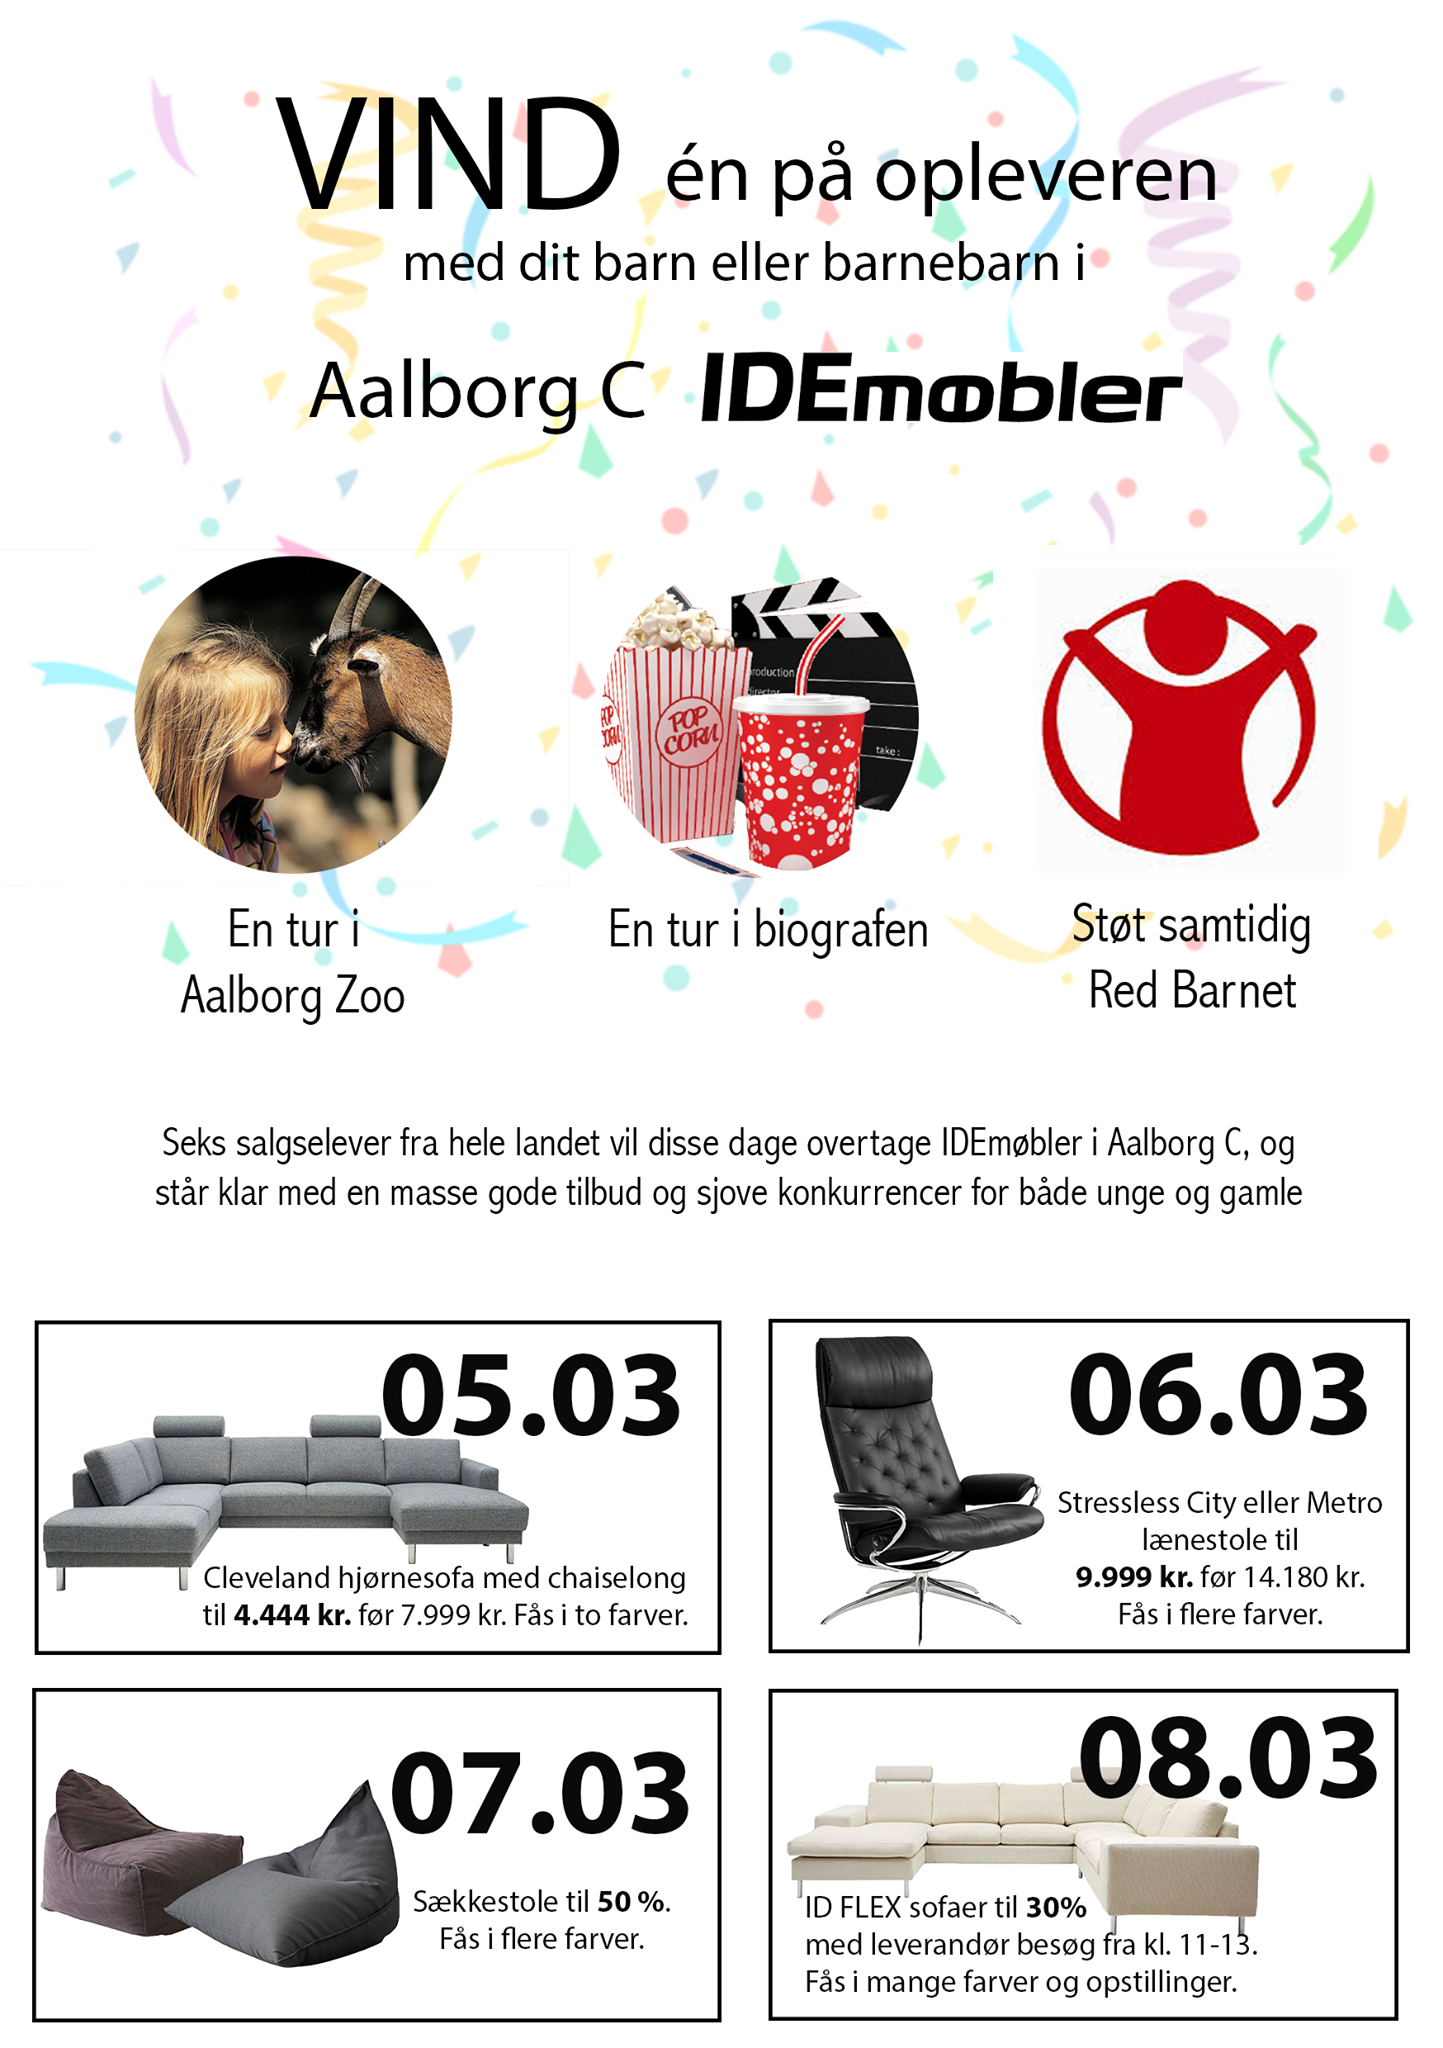 VIND én på opleveren
med dit barn eller barnebarn i
Aalborg C IDEmøbler
POP
CORN
POP
CORN
production
director
take:
En tur i
Aalborg Zoo
En tur i biografen
Støt samtidig
Red Barnet
Seks salgselever fra hele landet vil disse dage overtage IDEmøbler i Aalborg C, og
står klar med en masse gode tilbud og sjove konkurrencer for både unge og gamle
05.03
Cleveland hjørnesofa med chaiselong
til 4.444 kr. før 7.999 kr. Fås i to farver.
06.03
Stressless City eller Metro
lænestole til
9.999 kr. før 14.180 kr.
Fås i flere farver.
07.03
Sækkestole til 50 %.
Fås i flere farver.
08.03
ID FLEX sofaer til 30%
med leverandør besøg fra kl. 11-13.
Fås i mange farver og opstillinger.